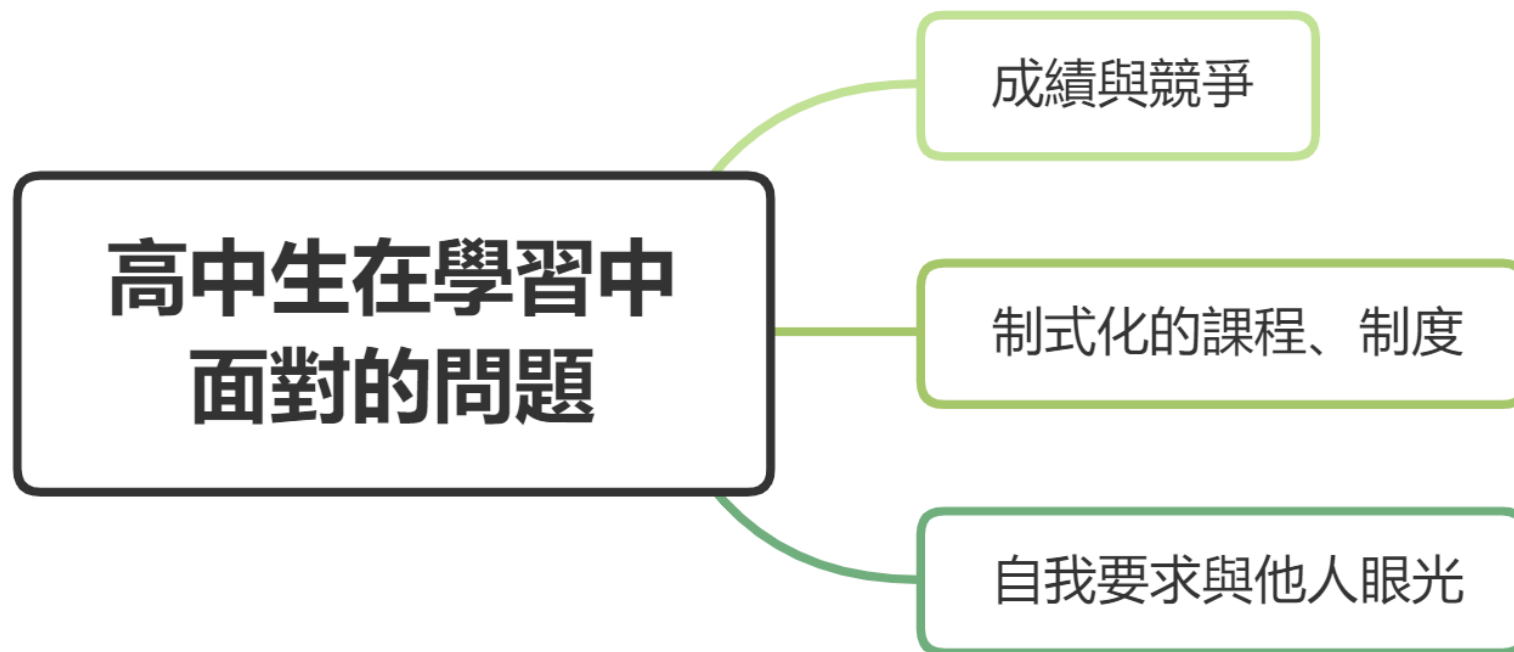 高中生在學習中
面對的問題
成績與競爭
制式化的課程、制度
自我要求與他人眼光